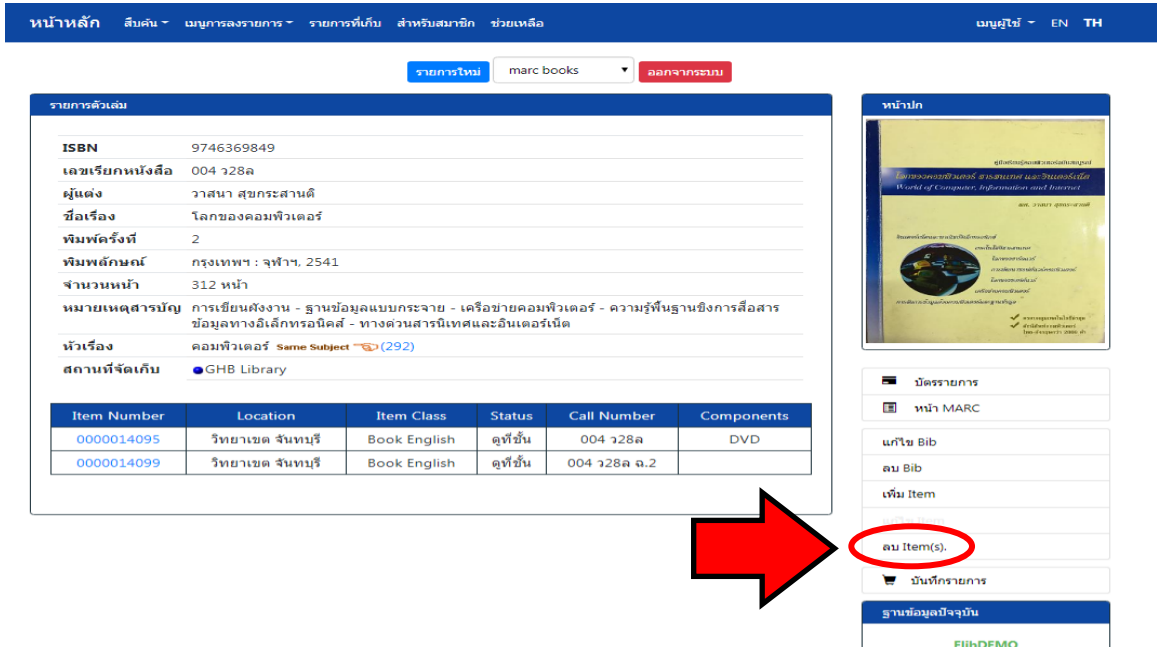 หน้าหลัก สืบค้น เมนูการลงรายการ รายการที่เก็บ สำหรับสมาชิก ช่วยเหลือ เมนูผู้ใช้ EN TH
รายการใหม่ marc books ออกจากระบบ
รายการตัวเล่ม
ISBN 9746369849
เลขเรียกหนังสือ 004 ว28ล
ผู้แต่ง วาสนา สุขกระสานติ
ชื่อเรื่อง โลกของคอมพิวเตอร์
พิมพ์ครั้งที่ 2
พิมพลักษณ์ กรุงเทพฯ : จุฬาฯ, 2541
จำนวนหน้า 312 หน้า
หมายเหตุสารบัญ การเขียนผังงาน - ฐานข้อมูลแบบกระจาย - เครือข่ายคอมพิวเตอร์ - ความรู้พื้นฐานขิงการสื่อสาร
ข้อมูลทางอิเล็กทรอนิคส์ - ทางด่วนสารนิเทศและอินเตอร์เน็ต
หัวเรื่อง คอมพิวเตอร์ Same Subject (292)
สถานที่จัดเก็บ GHB Library
Item Number Location Item Class Status Call Number Components
0000014095 วิทยาเขต จันทบุรี Book English ดูที่ชั้น 004 ว28ล DVD
0000014099 วิทยาเขต จันทบุรี Book English ดูที่ชั้น 004 ว28ล ฉ.2
หน้าปก
โลกของคอมพิวเตอร์ สารสนเทศ และอินเทอร์เน็ต
World of Computer, Information and Internet
ผศ. วาสนา สุขกระสานติ
บัตรรายการ
หน้า MARC
แก้ไข Bib
ลบ Bib
เพิ่ม Item
ลบ Item(s).
บันทึกรายการ
ฐานข้อมูลปัจจุบัน
ElibDEMO